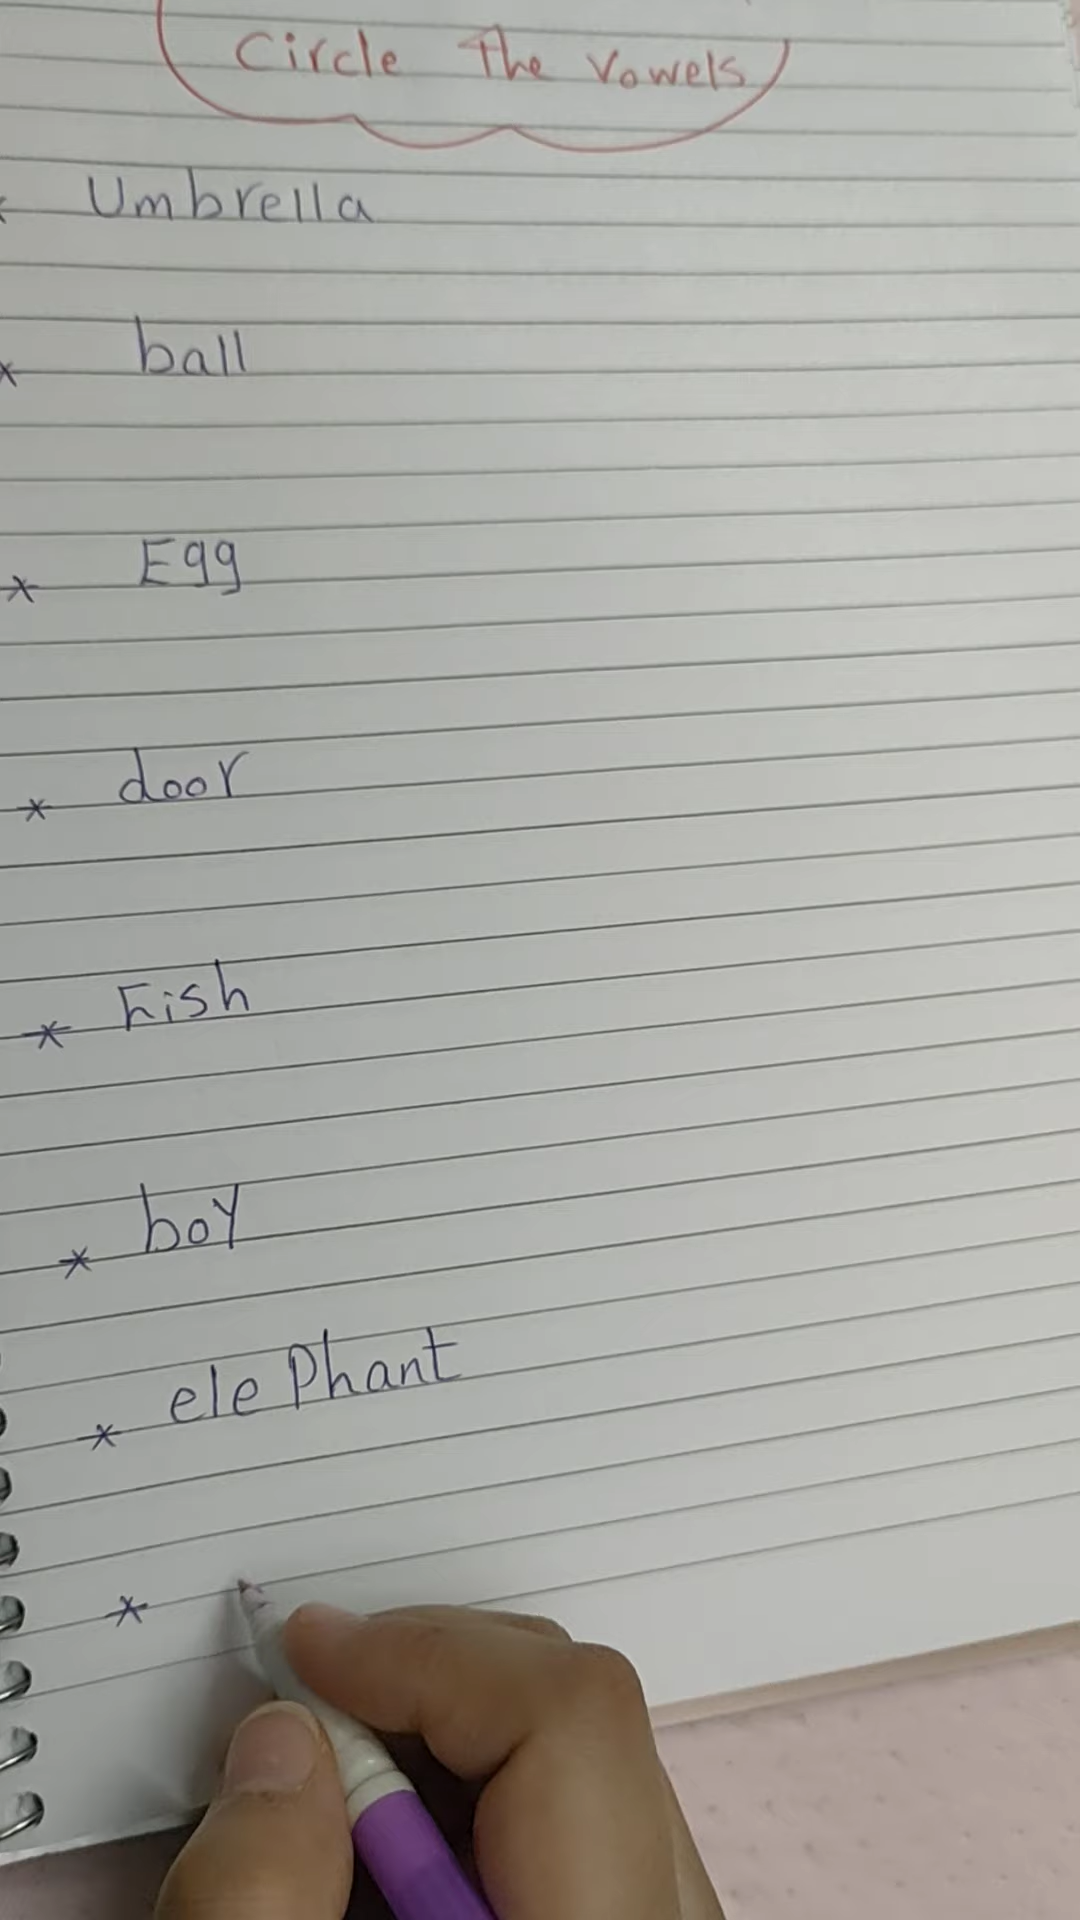 Circle The Vowels
* Umbrella
* ball
* Egg
* door
* Fish
* boy
* elePhant
*